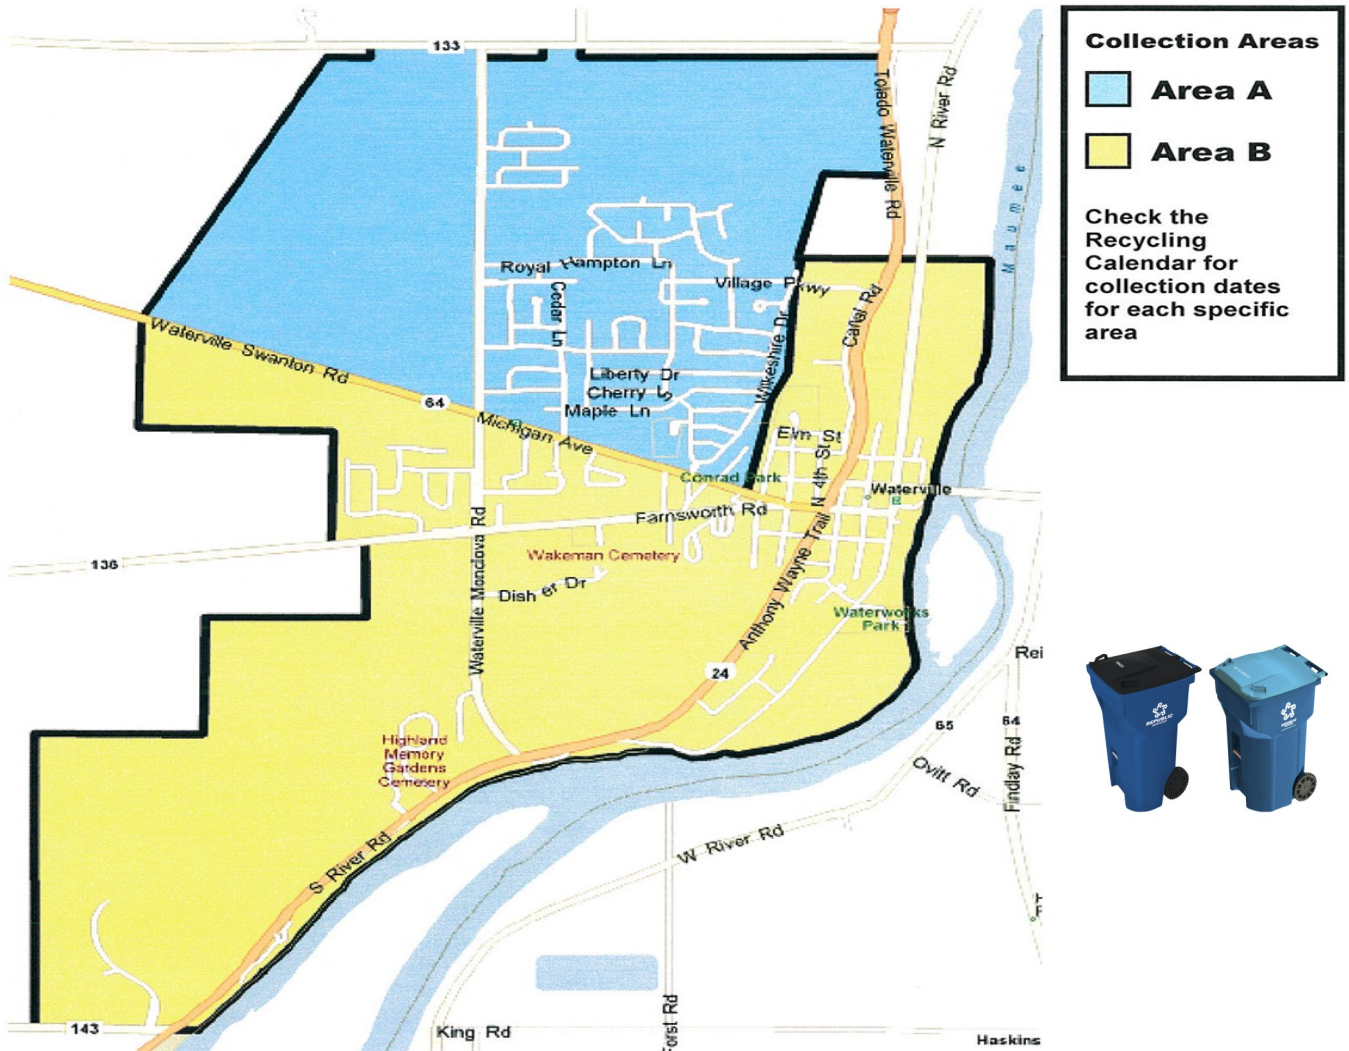 Collection Areas
Area A
Area B
Check the
Recycling
Calendar for
collection dates
for each specific
area
133
Toledo Waterville Rd
N River Rd
Maumee
Royal Hampton Ln
Cedar Ln
Village Pkwy
Wilkeshire Dr
Canal Rd
Waterville Swanton Rd
64
Michigan Ave
Liberty Dr
Cherry Ls
Maple Ln
Elm St
N 4th St
Conrad Park
Waterville
Farnsworth Rd
136
Wakeman Cemetery
Waterville Mondova Rd
Disher Dr
Anthony Wayne Trail
Waterworks
Park
24
Rei
65
64
Highland
Memory
Gardens
Cemetery
Ovitt Rd
Findlay Rd
S River Rd
W River Rd
143
King Rd
Forst Rd
Haskins
REPUBLIC